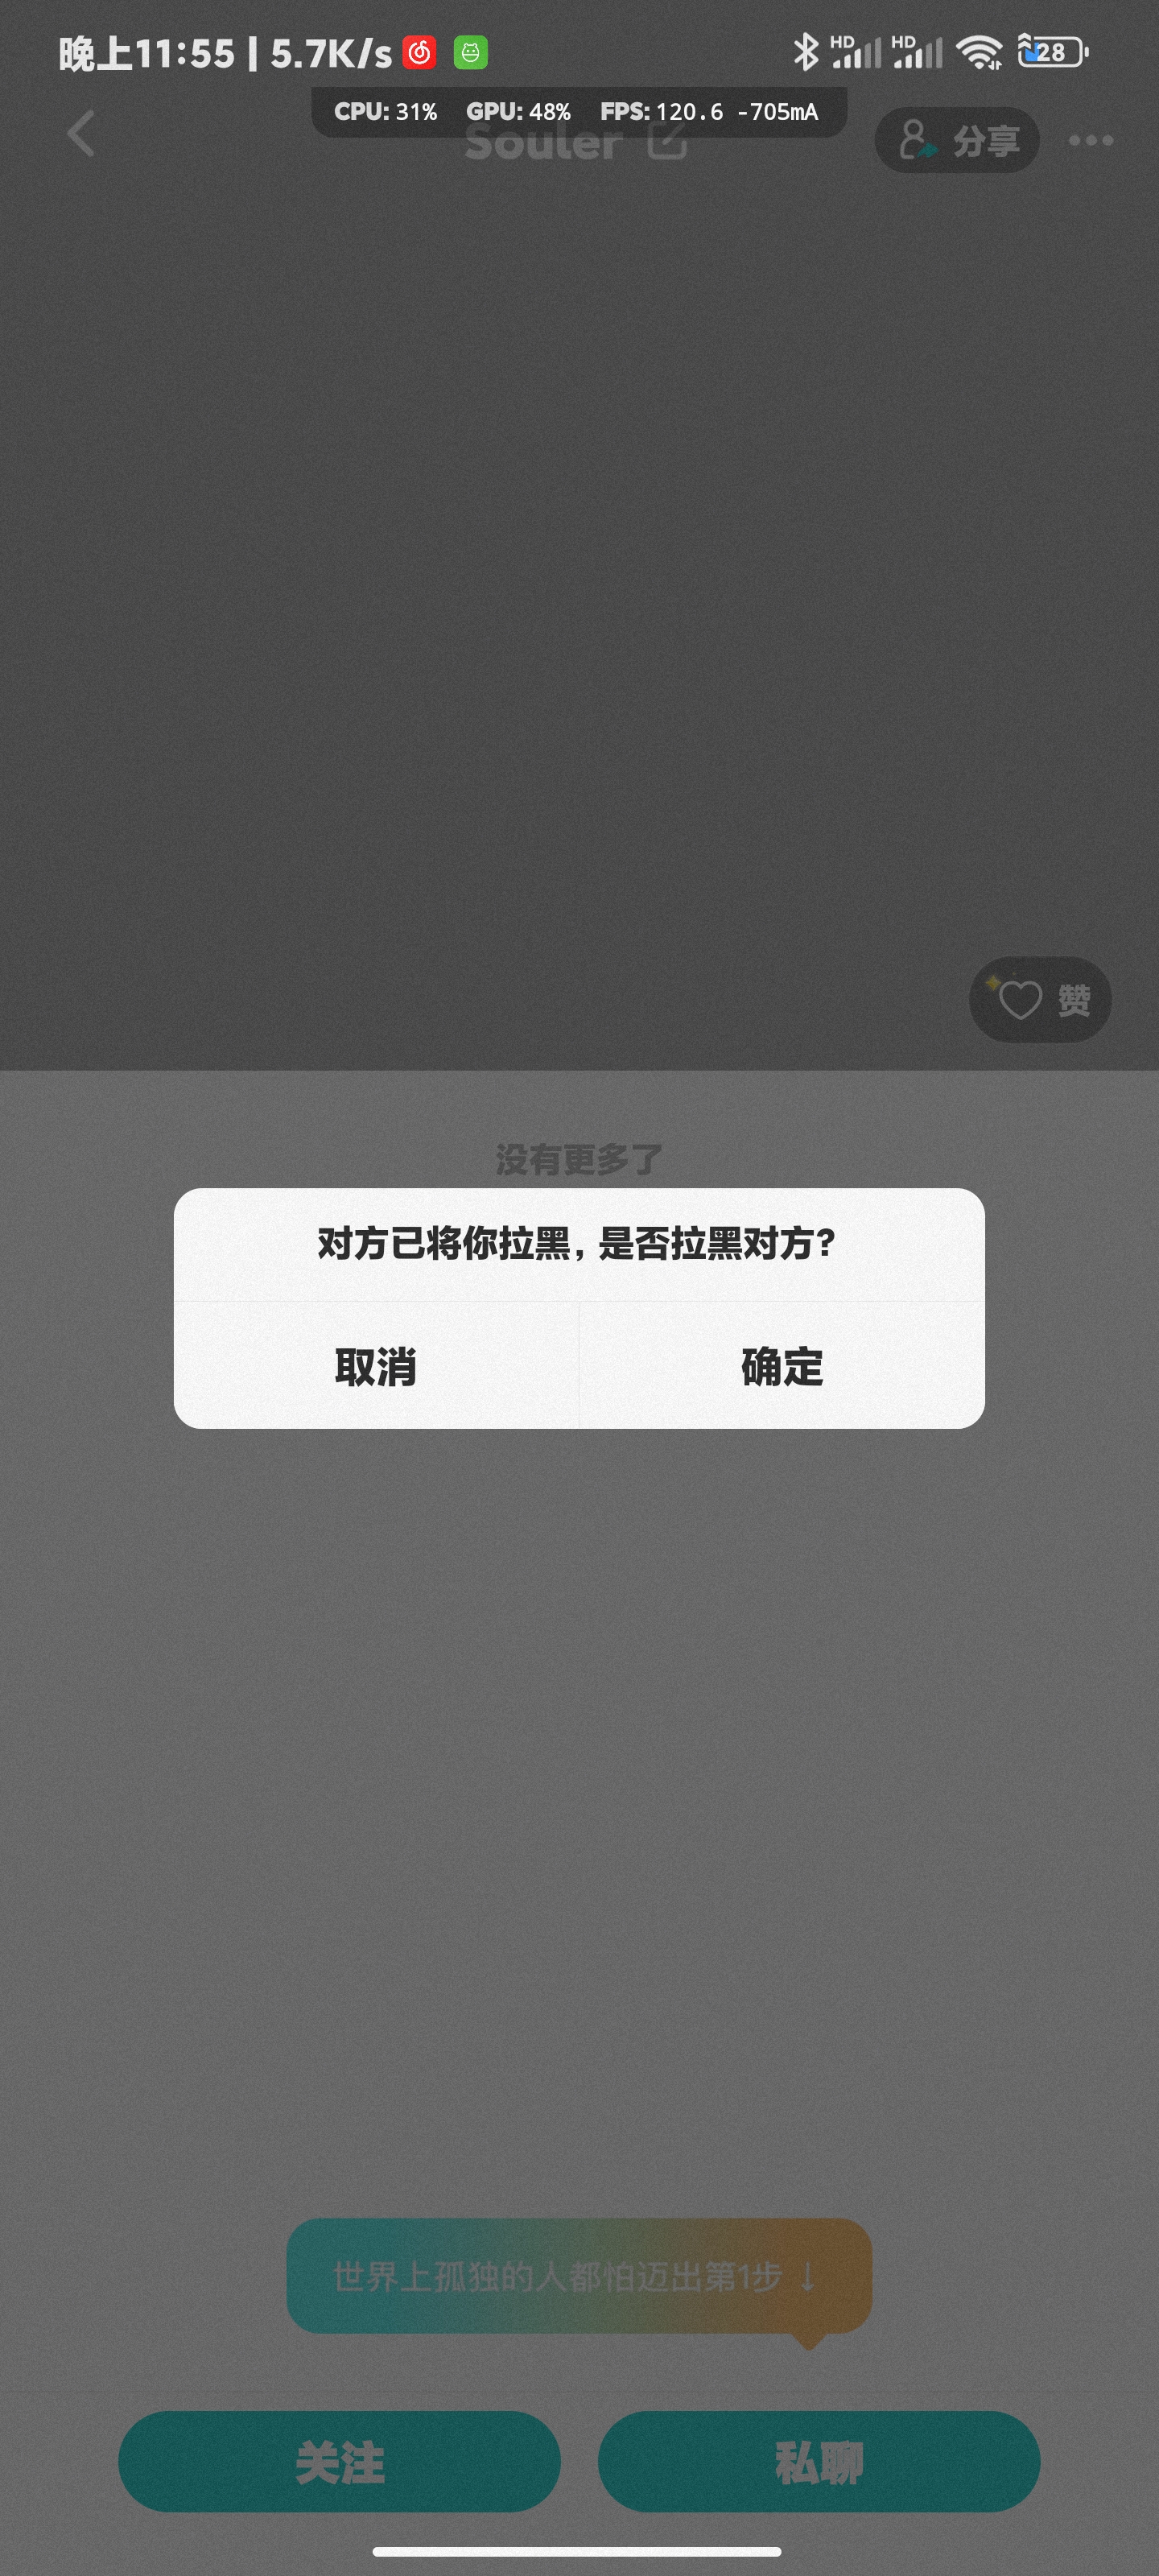 晚上11:55 | 5.7K/s HD HD 28
CPU: 31% GPU: 48% FPS: 120.6 -705mA
Souler
分享
赞
没有更多了
对方已将你拉黑，是否拉黑对方？
取消 确定
世界上孤独的人都怕迈出第1步 ↓
关注 私聊